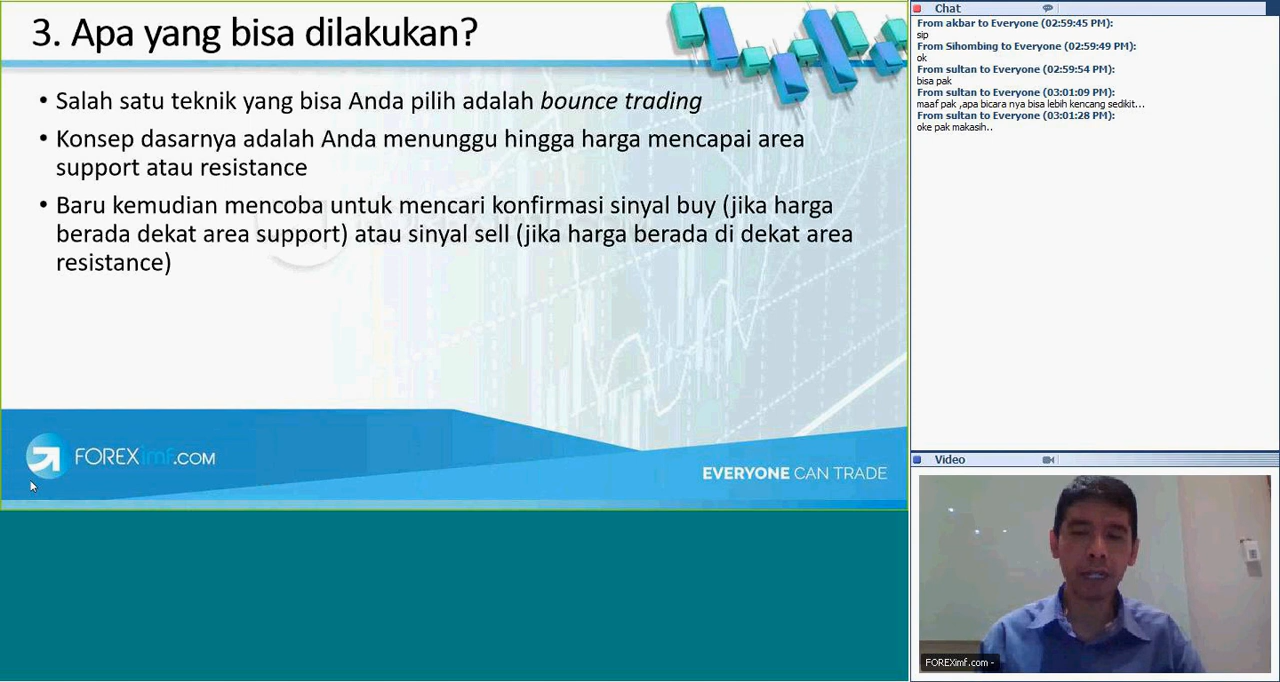 3. Apa yang bisa dilakukan?
• Salah satu teknik yang bisa Anda pilih adalah bounce trading
• Konsep dasarnya adalah Anda menunggu hingga harga mencapai area
support atau resistance
• Baru kemudian mencoba untuk mencari konfirmasi sinyal buy (jika harga
berada dekat area support) atau sinyal sell (jika harga berada di dekat area
resistance)
FOREXimf.COM
EVERYONE CAN TRADE
Chat
From akbar to Everyone (02:59:45 PM):
sip
From Sihombing to Everyone (02:59:49 PM):
ok
From sultan to Everyone (02:59:54 PM):
bisa pak
From sultan to Everyone (03:01:09 PM):
maaf pak ,apa bicara nya bisa lebih kencang sedikit...
From sultan to Everyone (03:01:28 PM):
oke pak makasih..
Video
FOREXimf.com -